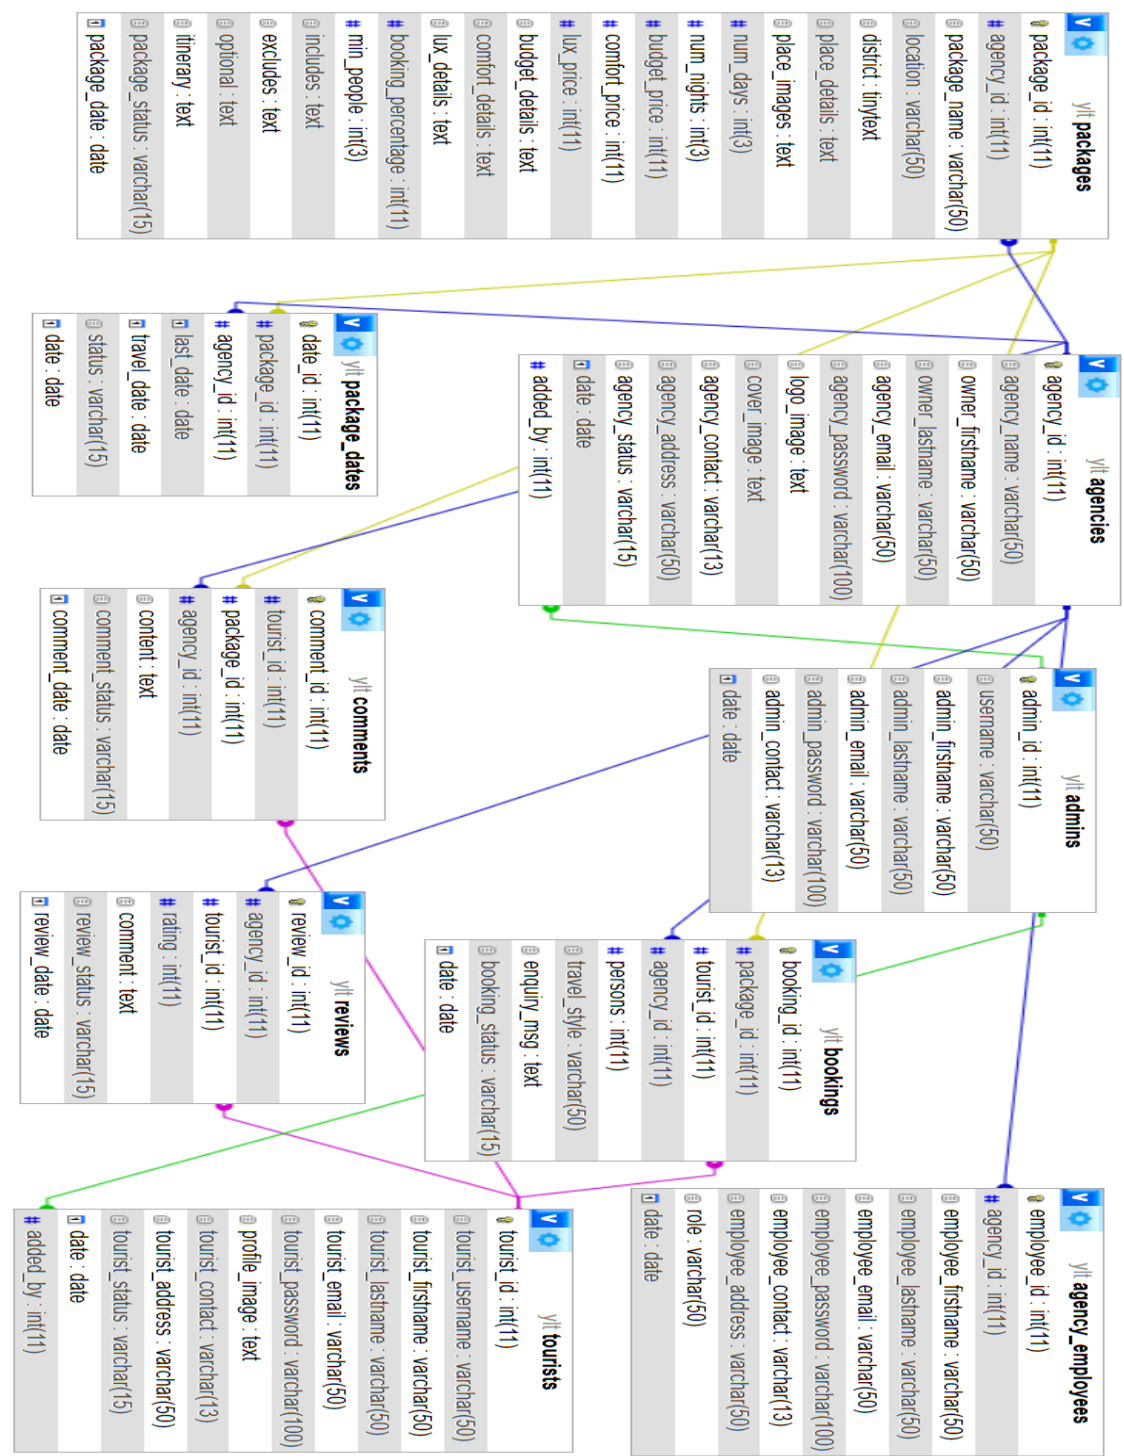 ylt packages
package_id : int(11)
agency_id : int(11)
package_name : varchar(50)
location : varchar(50)
district : tinytext
place_details : text
place_images : text
num_days : int(3)
num_nights : int(3)
budget_price : int(11)
comfort_price : int(11)
lux_price : int(11)
budget_details : text
comfort_details : text
lux_details : text
booking_percentage : int(11)
min_people : int(3)
includes : text
excludes : text
optional : text
itinerary : text
package_status : varchar(15)
package_date : date
ylt package_dates
date_id : int(11)
package_id : int(11)
agency_id : int(11)
last_date : date
travel_date : date
status : varchar(15)
date : date
ylt agencies
agency_id : int(11)
agency_name : varchar(50)
owner_firstname : varchar(50)
owner_lastname : varchar(50)
agency_email : varchar(50)
agency_password : varchar(100)
logo_image : text
cover_image : text
agency_contact : varchar(13)
agency_address : varchar(50)
agency_status : varchar(15)
date : date
added_by : int(11)
ylt comments
comment_id : int(11)
tourist_id : int(11)
package_id : int(11)
agency_id : int(11)
content : text
comment_status : varchar(15)
comment_date : date
ylt admins
admin_id : int(11)
username : varchar(50)
admin_firstname : varchar(50)
admin_lastname : varchar(50)
admin_email : varchar(50)
admin_password : varchar(100)
admin_contact : varchar(13)
date : date
ylt reviews
review_id : int(11)
agency_id : int(11)
tourist_id : int(11)
rating : int(11)
comment : text
review_status : varchar(15)
review_date : date
ylt bookings
booking_id : int(11)
package_id : int(11)
tourist_id : int(11)
agency_id : int(11)
persons : int(11)
travel_style : varchar(50)
enquiry_msg : text
booking_status : varchar(15)
date : date
ylt agency_employees
employee_id : int(11)
agency_id : int(11)
employee_firstname : varchar(50)
employee_lastname : varchar(50)
employee_email : varchar(50)
employee_password : varchar(100)
employee_contact : varchar(13)
employee_address : varchar(50)
role : varchar(50)
date : date
ylt tourists
tourist_id : int(11)
tourist_username : varchar(50)
tourist_firstname : varchar(50)
tourist_lastname : varchar(50)
tourist_email : varchar(50)
tourist_password : varchar(100)
profile_image : text
tourist_contact : varchar(13)
tourist_address : varchar(50)
tourist_status : varchar(15)
date : date
added_by : int(11)